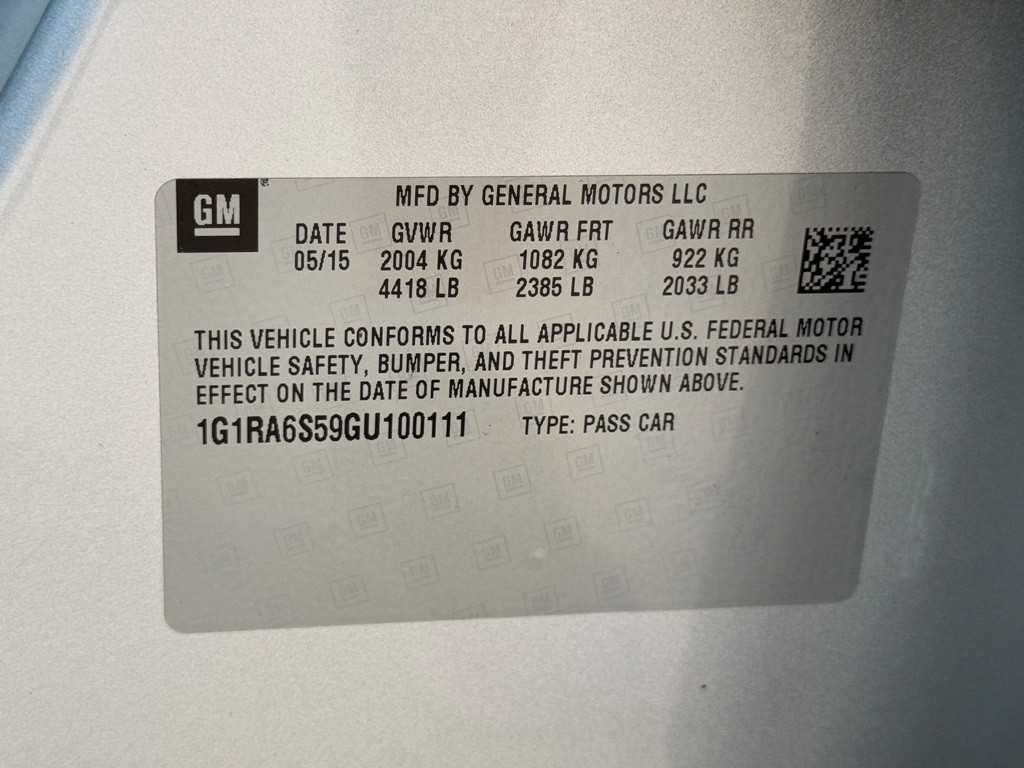 GM
MFD BY GENERAL MOTORS LLC
DATE GVWR GAWR FRT GAWR RR
05/15 2004 KG 1082 KG 922 KG
4418 LB 2385 LB 2033 LB
THIS VEHICLE CONFORMS TO ALL APPLICABLE U.S. FEDERAL MOTOR
VEHICLE SAFETY, BUMPER, AND THEFT PREVENTION STANDARDS IN
EFFECT ON THE DATE OF MANUFACTURE SHOWN ABOVE.
1G1RA6S59GU100111 TYPE: PASS CAR